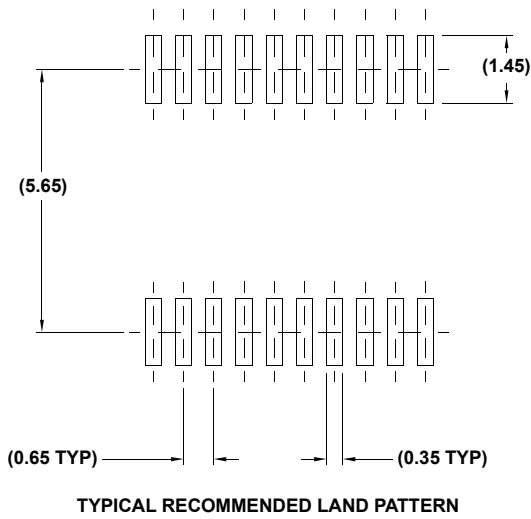 (1.45)
(5.65)
(0.65 TYP)
(0.35 TYP)
TYPICAL RECOMMENDED LAND PATTERN